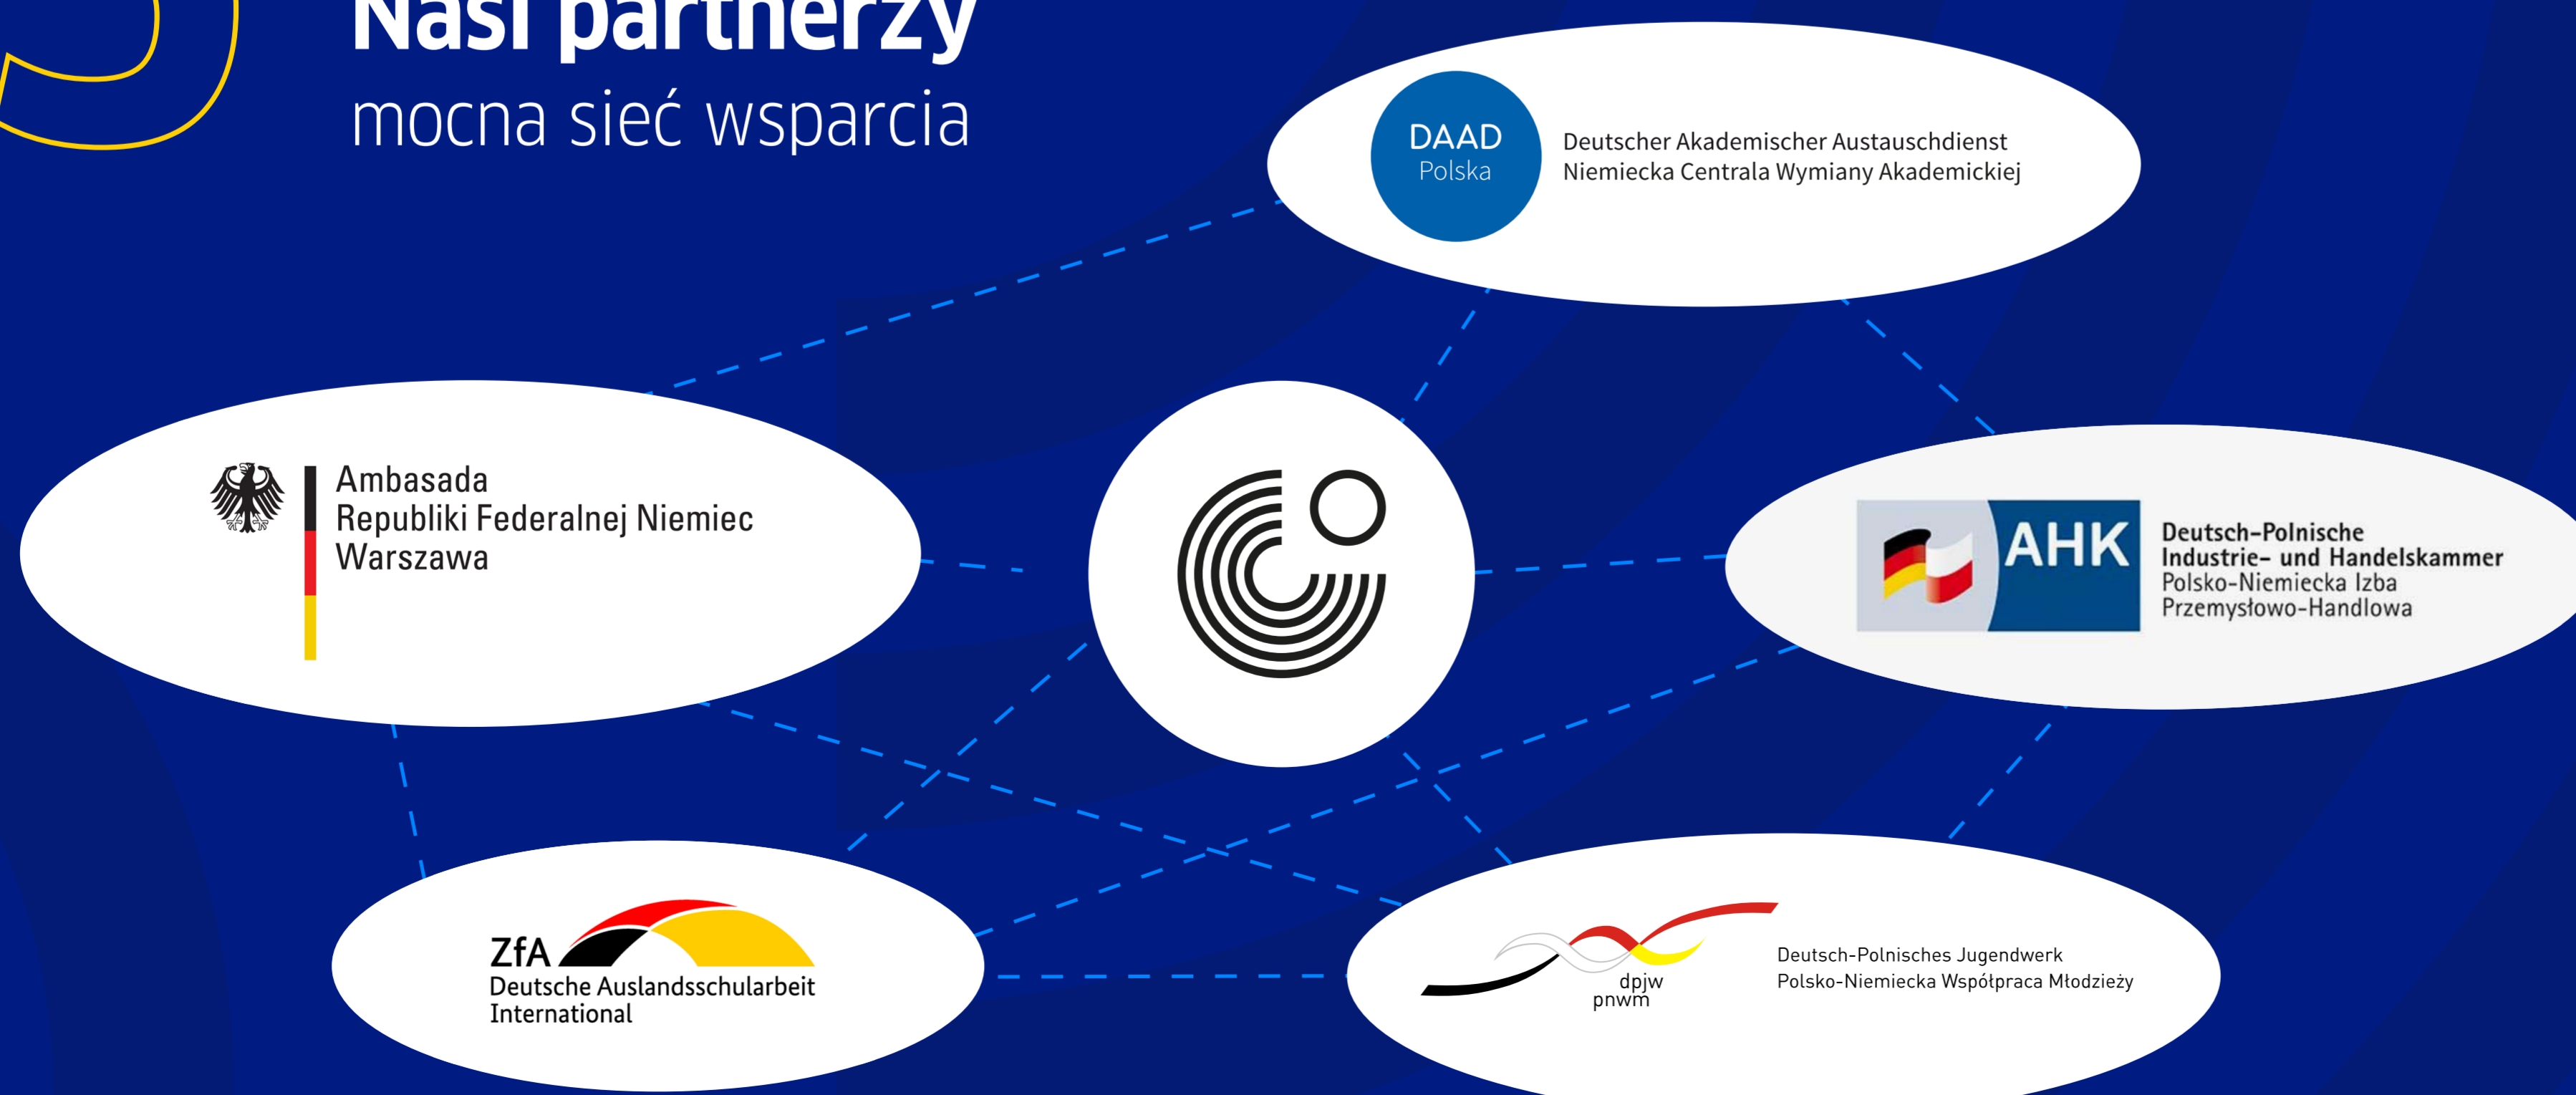 Nasi partnerzy
mocna sieć wsparcia
DAAD
Polska
Deutscher Akademischer Austauschdienst
Niemiecka Centrala Wymiany Akademickiej
Ambasada
Republiki Federalnej Niemiec
Warszawa
AHK
Deutsch-Polnische
Industrie- und Handelskammer
Polsko-Niemiecka Izba
Przemysłowo-Handlowa
ZfA
Deutsche Auslandsschularbeit
International
dpjw
pnwm
Deutsch-Polnisches Jugendwerk
Polsko-Niemiecka Współpraca Młodzieży